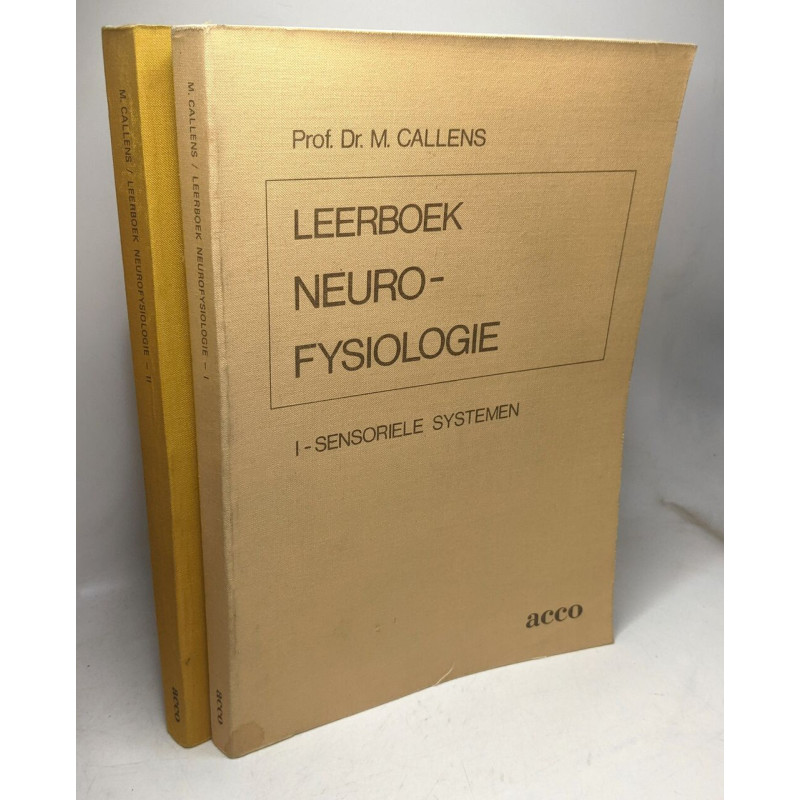 M. CALLENS / LEERBOEK NEUROFYSIOLOGIE - II
acco
M. CALLENS / LEERBOEK NEUROFYSIOLOGIE - I
acco
Prof. Dr. M. CALLENS
LEERBOEK
NEURO-
FYSIOLOGIE
I - SENSORIELE SYSTEMEN
acco